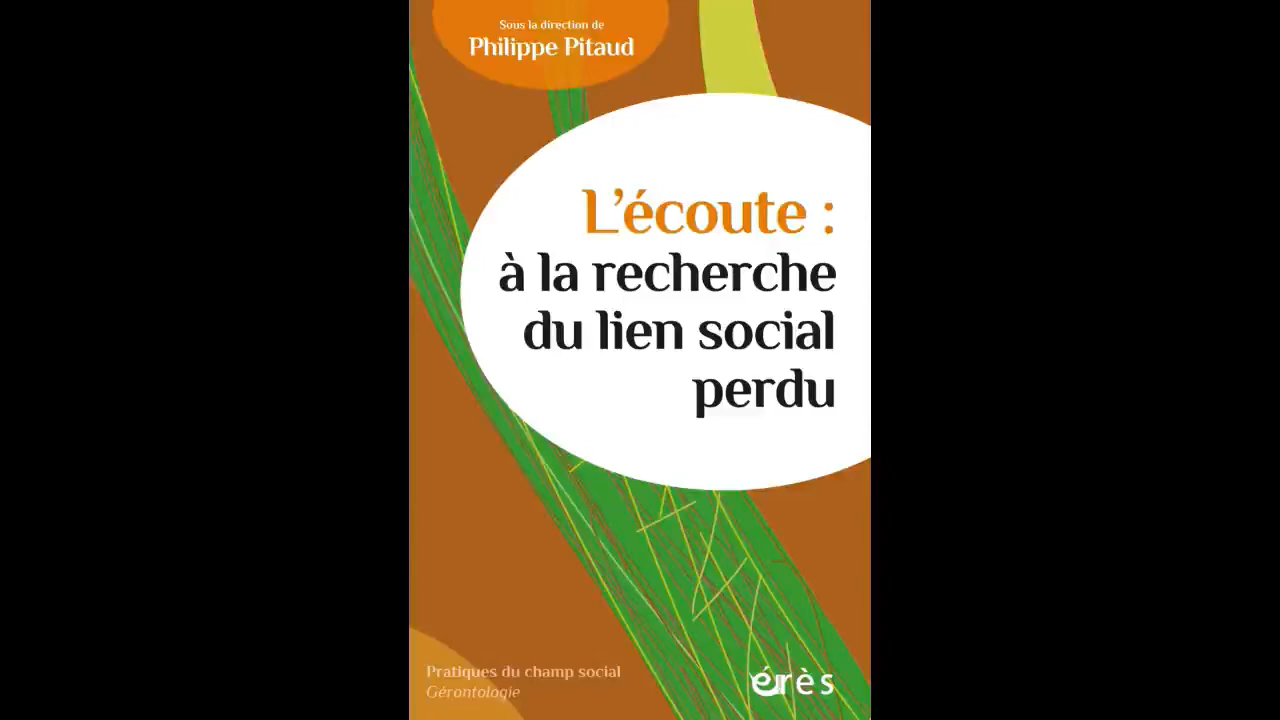 Sous la direction de
Philippe Pitaud
L'écoute :
à la recherche
du lien social
perdu
Pratiques du champ social
Gérontologie
érès